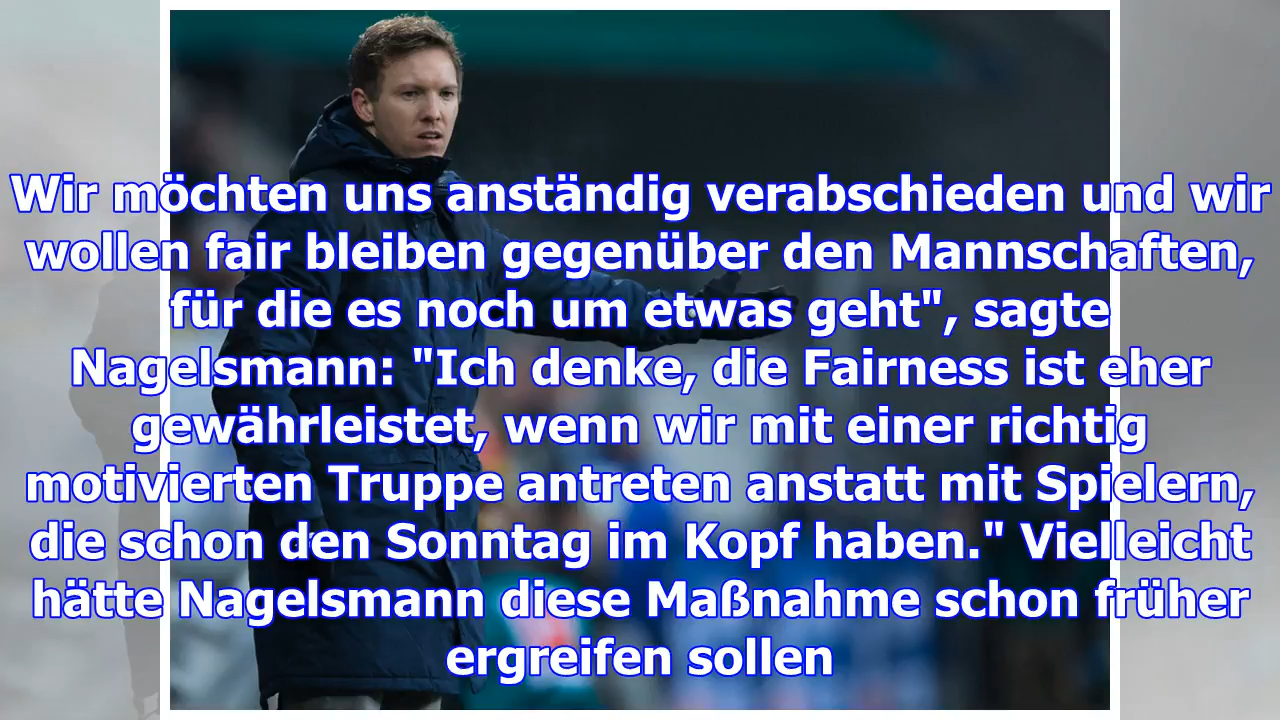 Wir möchten uns anständig verabschieden und wir
wollen fair bleiben gegenüber den Mannschaften,
für die es noch um etwas geht", sagte
Nagelsmann: "Ich denke, die Fairness ist eher
gewährleistet, wenn wir mit einer richtig
motivierten Truppe antreten anstatt mit Spielern,
die schon den Sonntag im Kopf haben." Vielleicht
hätte Nagelsmann diese Maßnahme schon früher
ergreifen sollen